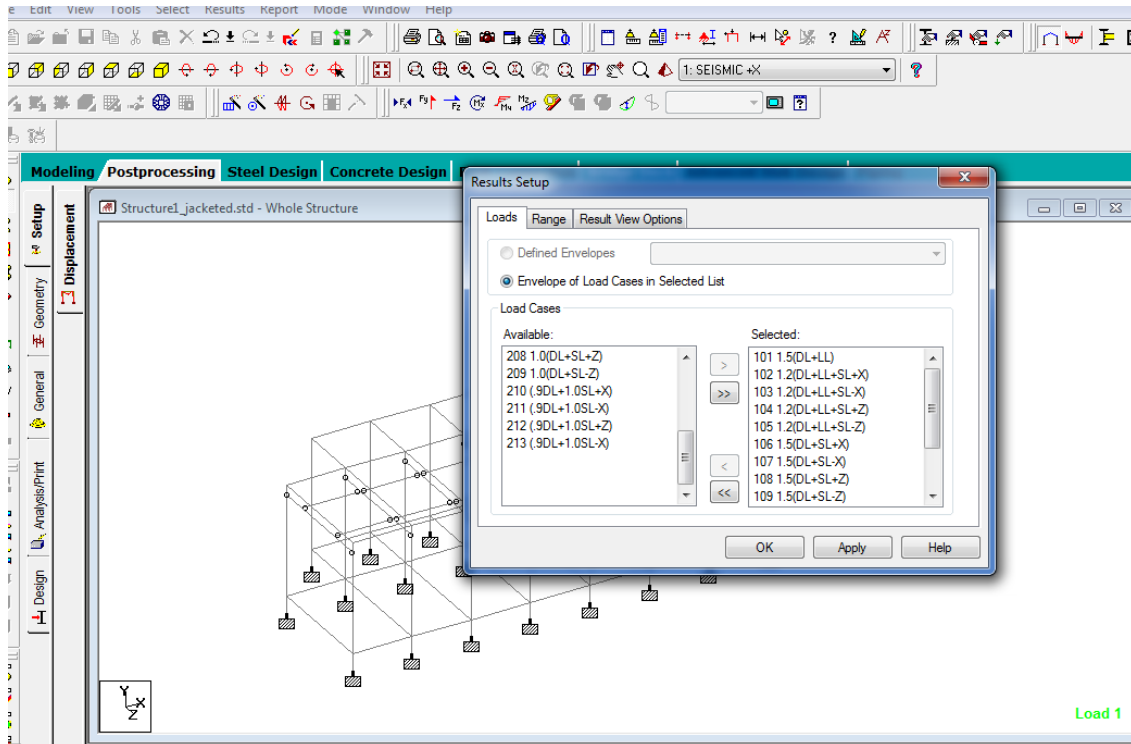 Edit View Tools Select Results Report Mode Window Help
1: SEISMIC +X
Modeling Postprocessing Steel Design Concrete Design
Results Setup
Structure1_jacketed.std - Whole Structure
Setup
Geometry
General
Analysis/Print
Design
Displacement
Loads Range Result View Options
Defined Envelopes
Envelope of Load Cases in Selected List
Load Cases
Available:
208 1.0(DL+SL+Z)
209 1.0(DL+SL-Z)
210 (.9DL+1.0SL+X)
211 (.9DL+1.0SL-X)
212 (.9DL+1.0SL+Z)
213 (.9DL+1.0SL-X)
>
>>
<
<<
Selected:
101 1.5(DL+LL)
102 1.2(DL+LL+SL+X)
103 1.2(DL+LL+SL-X)
104 1.2(DL+LL+SL+Z)
105 1.2(DL+LL+SL-Z)
106 1.5(DL+SL+X)
107 1.5(DL+SL-X)
108 1.5(DL+SL+Z)
109 1.5(DL+SL-Z)
OK Apply Help
Y
X
Z
Load 1